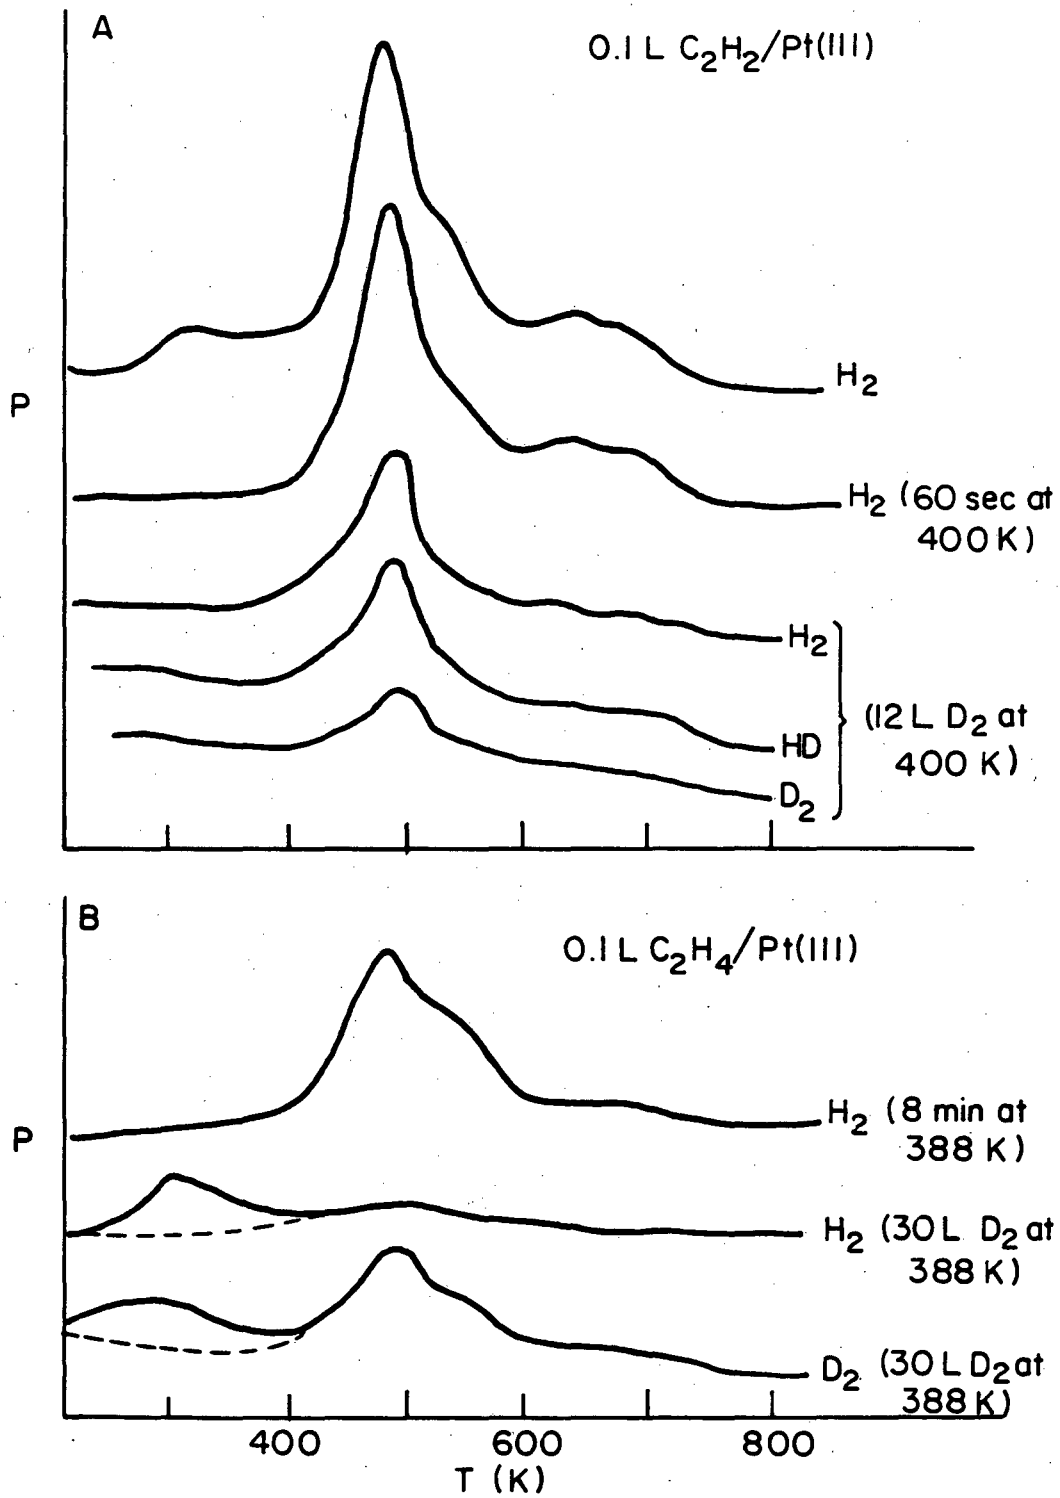 A
0.1 L C₂H₂/Pt(111)
P
H₂
H₂ (60 sec at
400 K)
H₂
HD
D₂
(12 L D₂ at
400 K)
B
0.1 L C₂H₄/Pt(111)
P
H₂ (8 min at
388 K)
H₂ (30 L D₂ at
388 K)
D₂ (30 L D₂ at
388 K)
400 600 800
T (K)